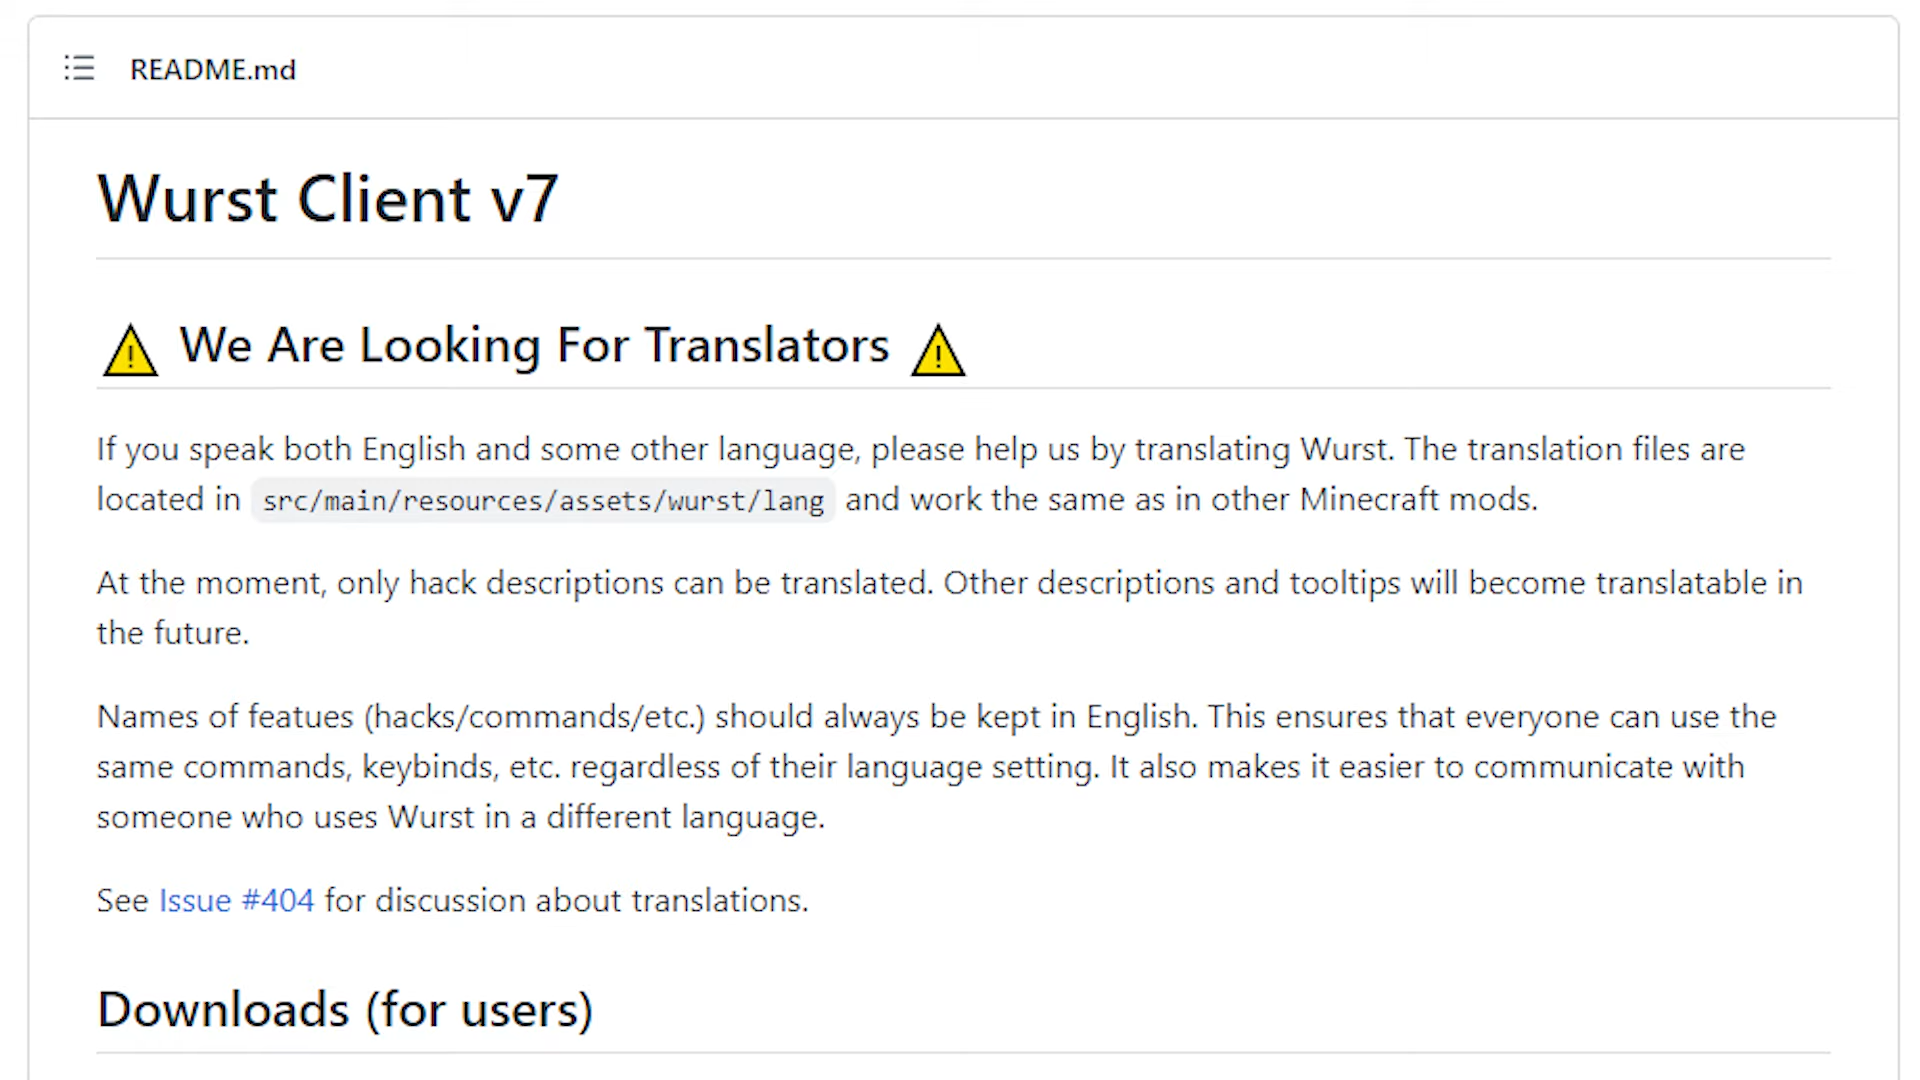 README.md
Wurst Client v7
⚠ We Are Looking For Translators ⚠
If you speak both English and some other language, please help us by translating Wurst. The translation files are
located in src/main/resources/assets/wurst/lang and work the same as in other Minecraft mods.
At the moment, only hack descriptions can be translated. Other descriptions and tooltips will become translatable in
the future.
Names of featues (hacks/commands/etc.) should always be kept in English. This ensures that everyone can use the
same commands, keybinds, etc. regardless of their language setting. It also makes it easier to communicate with
someone who uses Wurst in a different language.
See Issue #404 for discussion about translations.
Downloads (for users)